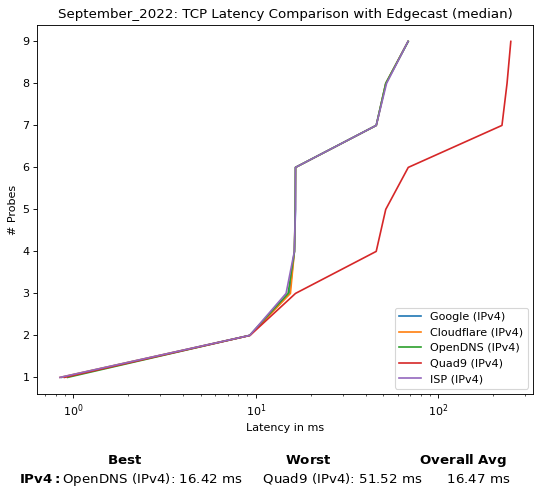 September_2022: TCP Latency Comparison with Edgecast (median)
# Probes
9
8
7
6
5
4
3
2
1
Google (IPv4)
Cloudflare (IPv4)
OpenDNS (IPv4)
Quad9 (IPv4)
ISP (IPv4)
10⁰ 10¹ 10²
Latency in ms
Best Worst Overall Avg
IPv4: OpenDNS (IPv4): 16.42 ms Quad9 (IPv4): 51.52 ms 16.47 ms